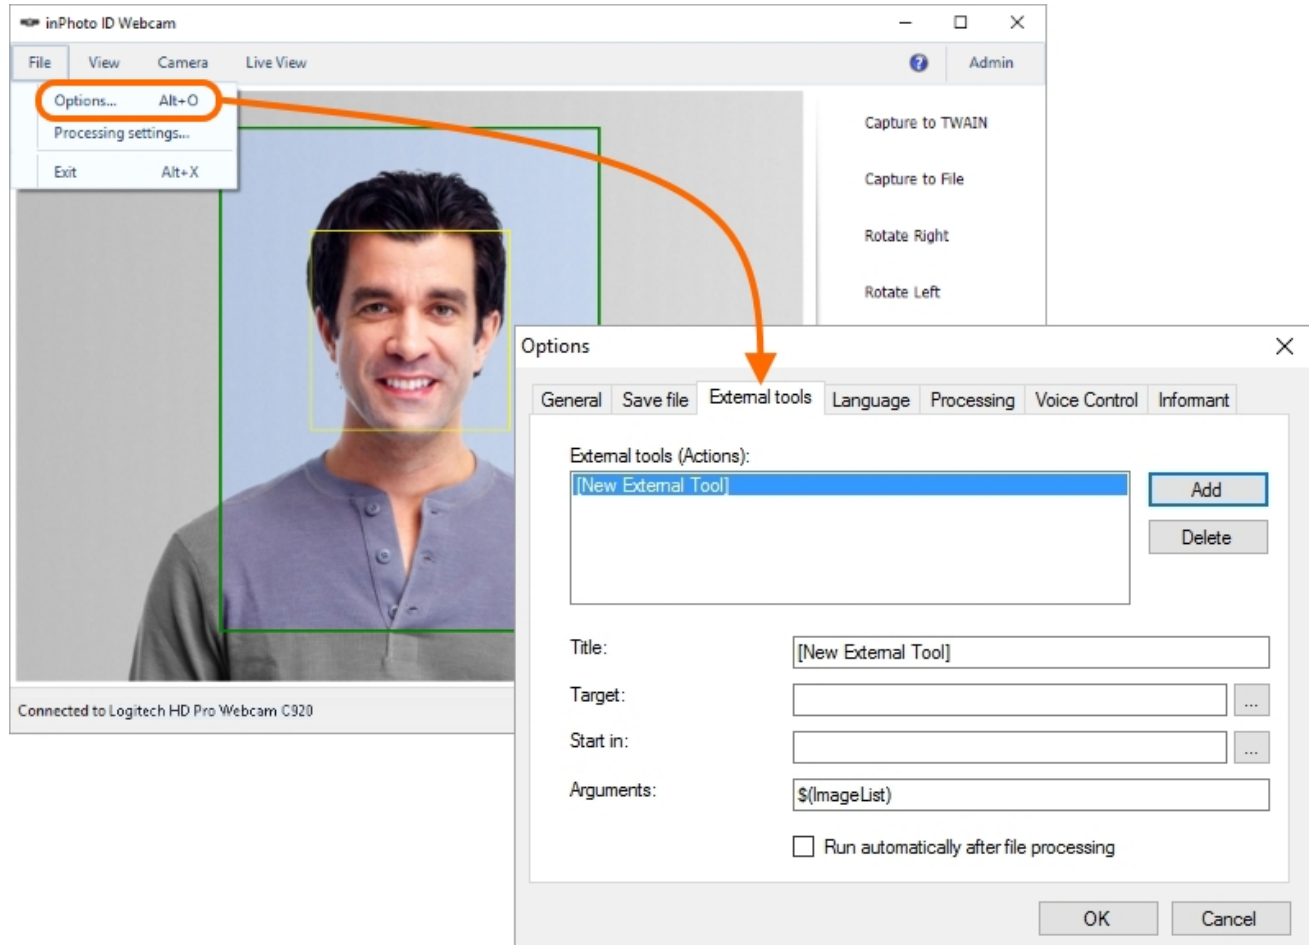 inPhoto ID Webcam
File View Camera Live View Admin
Options... Alt+O
Processing settings...
Exit Alt+X
Capture to TWAIN
Capture to File
Rotate Right
Rotate Left
Connected to Logitech HD Pro Webcam C920
Options
General Save file External tools Language Processing Voice Control Informant
External tools (Actions):
[New External Tool]
Add
Delete
Title: [New External Tool]
Target: ...
Start in: ...
Arguments: $(ImageList)
Run automatically after file processing
OK Cancel